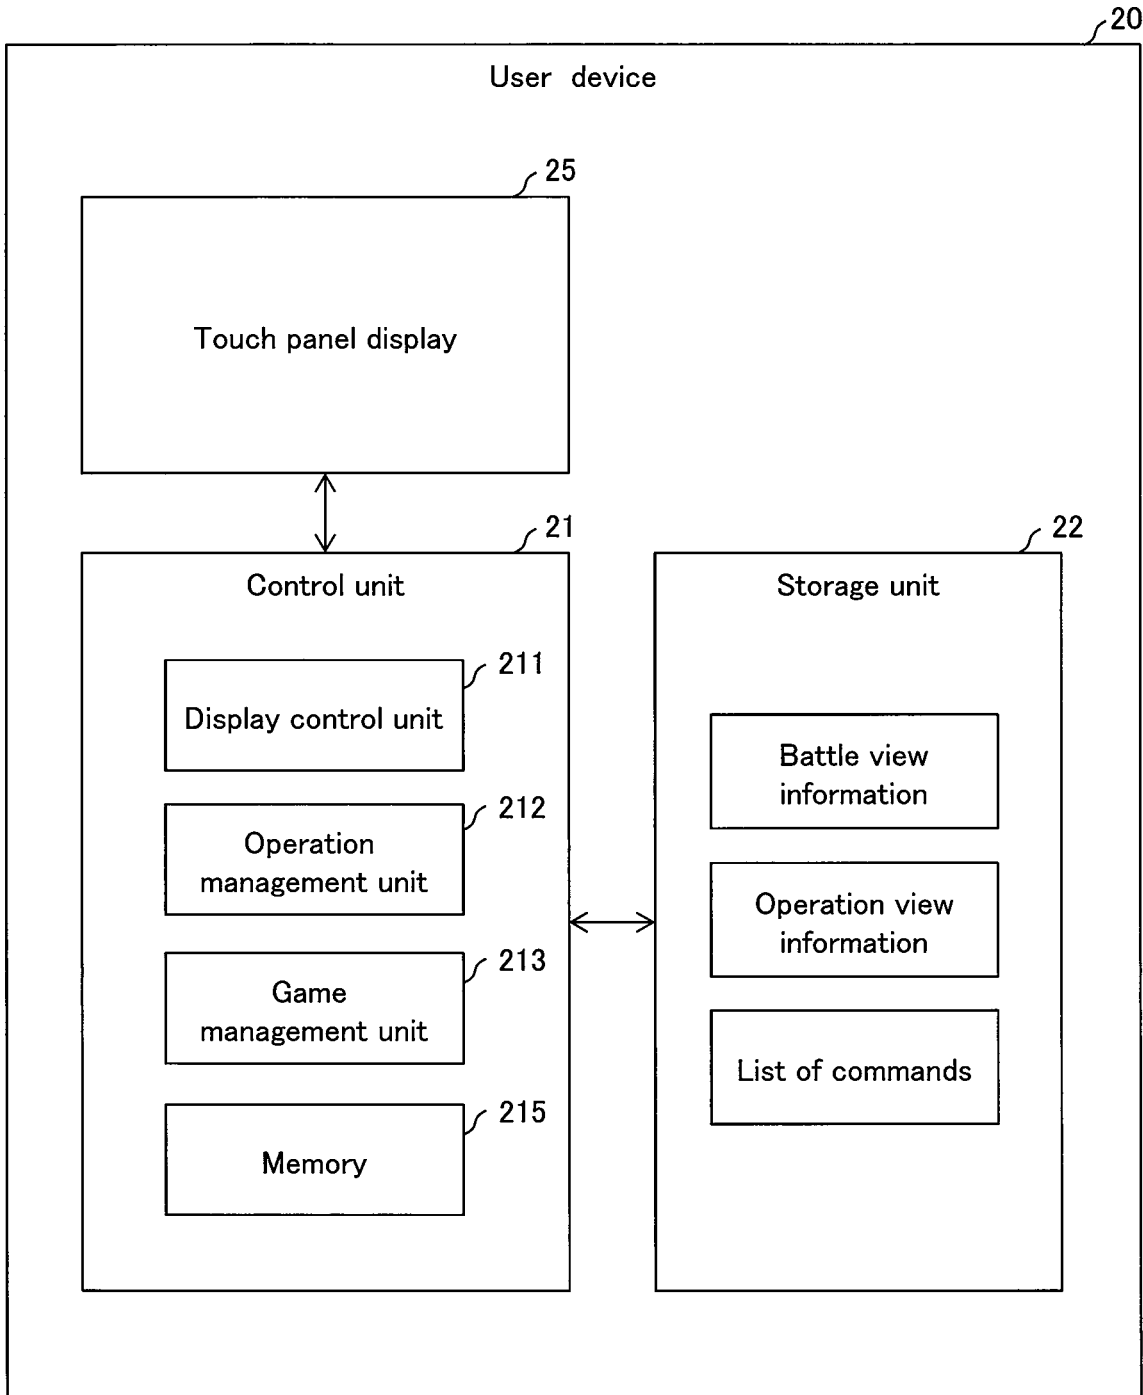 20
User device
25
Touch panel display
21
Control unit
211
Display control unit
212
Operation
management unit
213
Game
management unit
215
Memory
22
Storage unit
Battle view
information
Operation view
information
List of commands